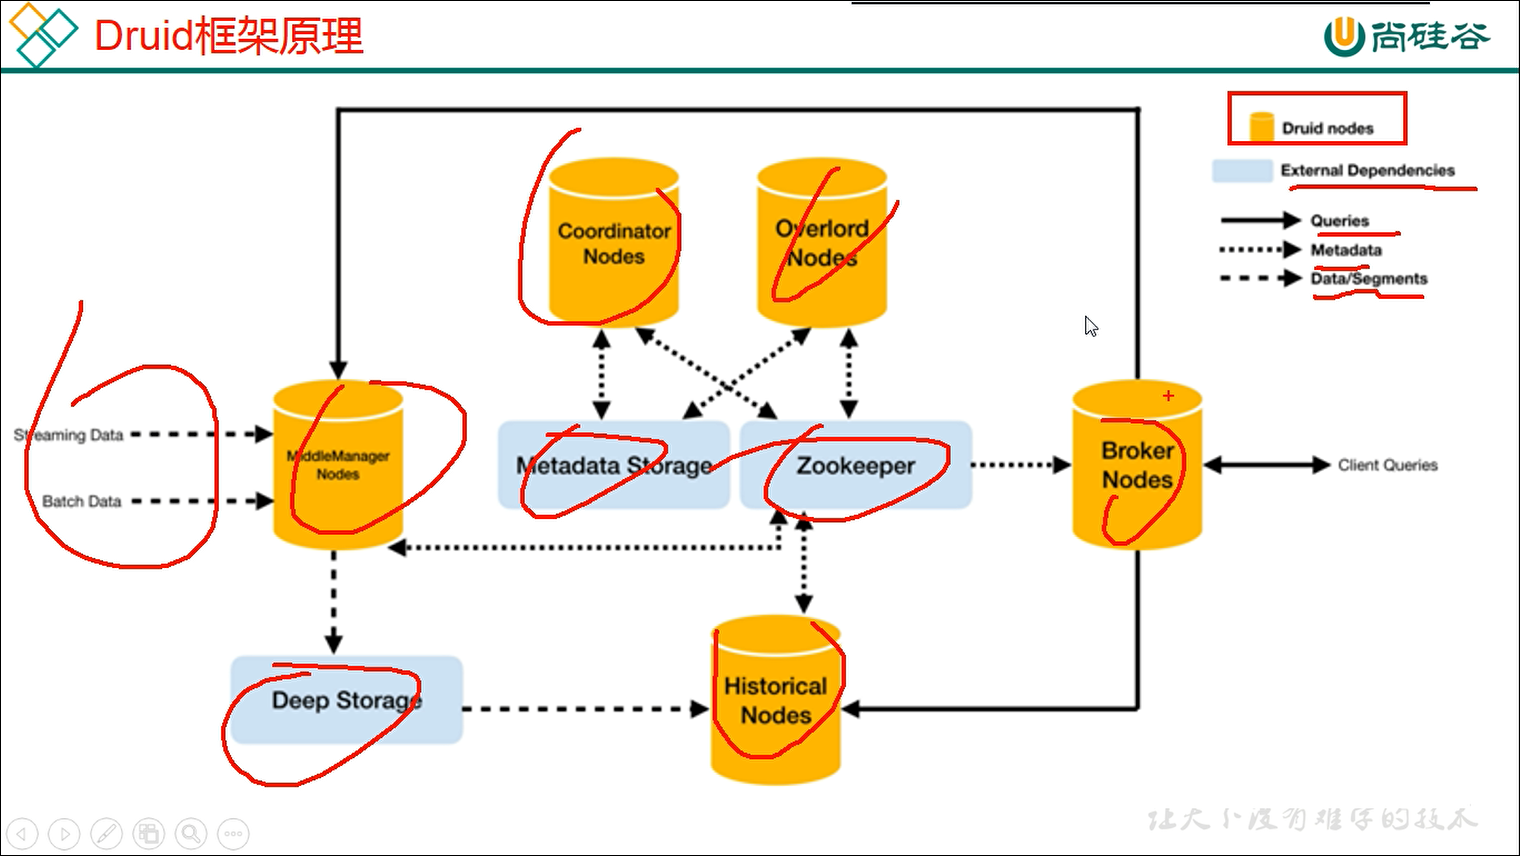 Druid框架原理
尚硅谷
Druid nodes
External Dependencies
Queries
Metadata
Data/Segments
Coordinator
Nodes
Overlord
Nodes
Streaming Data
Batch Data
MiddleManager
Nodes
Metadata Storage
Zookeeper
Broker
Nodes
Client Queries
Deep Storage
Historical
Nodes
让天下没有难学的技术